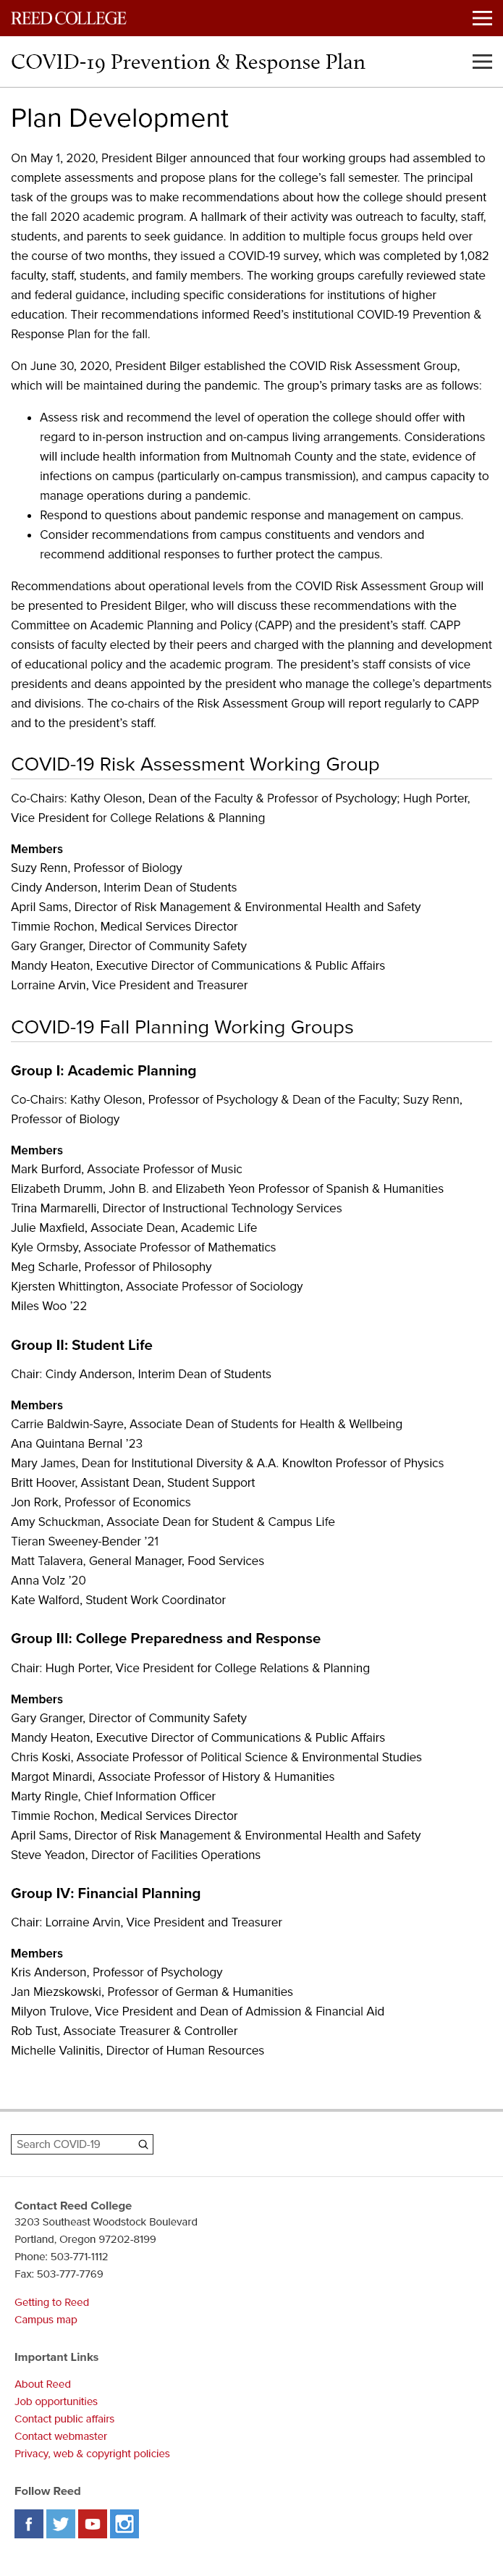 REED COLLEGE
COVID-19 Prevention & Response Plan
Plan Development
On May 1, 2020, President Bilger announced that four working groups had assembled to
complete assessments and propose plans for the college’s fall semester. The principal
task of the groups was to make recommendations about how the college should present
the fall 2020 academic program. A hallmark of their activity was outreach to faculty, staff,
students, and parents to seek guidance. In addition to multiple focus groups held over
the course of two months, they issued a COVID-19 survey, which was completed by 1,082
faculty, staff, students, and family members. The working groups carefully reviewed state
and federal guidance, including specific considerations for institutions of higher
education. Their recommendations informed Reed’s institutional COVID-19 Prevention &
Response Plan for the fall.
On June 30, 2020, President Bilger established the COVID Risk Assessment Group,
which will be maintained during the pandemic. The group’s primary tasks are as follows:
• Assess risk and recommend the level of operation the college should offer with
regard to in-person instruction and on-campus living arrangements. Considerations
will include health information from Multnomah County and the state, evidence of
infections on campus (particularly on-campus transmission), and campus capacity to
manage operations during a pandemic.
• Respond to questions about pandemic response and management on campus.
• Consider recommendations from campus constituents and vendors and
recommend additional responses to further protect the campus.
Recommendations about operational levels from the COVID Risk Assessment Group will
be presented to President Bilger, who will discuss these recommendations with the
Committee on Academic Planning and Policy (CAPP) and the president’s staff. CAPP
consists of faculty elected by their peers and charged with the planning and development
of educational policy and the academic program. The president’s staff consists of vice
presidents and deans appointed by the president who manage the college’s departments
and divisions. The co-chairs of the Risk Assessment Group will report regularly to CAPP
and to the president’s staff.
COVID-19 Risk Assessment Working Group
Co-Chairs: Kathy Oleson, Dean of the Faculty & Professor of Psychology; Hugh Porter,
Vice President for College Relations & Planning
Members
Suzy Renn, Professor of Biology
Cindy Anderson, Interim Dean of Students
April Sams, Director of Risk Management & Environmental Health and Safety
Timmie Rochon, Medical Services Director
Gary Granger, Director of Community Safety
Mandy Heaton, Executive Director of Communications & Public Affairs
Lorraine Arvin, Vice President and Treasurer
COVID-19 Fall Planning Working Groups
Group I: Academic Planning
Co-Chairs: Kathy Oleson, Professor of Psychology & Dean of the Faculty; Suzy Renn,
Professor of Biology
Members
Mark Burford, Associate Professor of Music
Elizabeth Drumm, John B. and Elizabeth Yeon Professor of Spanish & Humanities
Trina Marmarelli, Director of Instructional Technology Services
Julie Maxfield, Associate Dean, Academic Life
Kyle Ormsby, Associate Professor of Mathematics
Meg Scharle, Professor of Philosophy
Kjersten Whittington, Associate Professor of Sociology
Miles Woo ’22
Group II: Student Life
Chair: Cindy Anderson, Interim Dean of Students
Members
Carrie Baldwin-Sayre, Associate Dean of Students for Health & Wellbeing
Ana Quintana Bernal ’23
Mary James, Dean for Institutional Diversity & A.A. Knowlton Professor of Physics
Britt Hoover, Assistant Dean, Student Support
Jon Rork, Professor of Economics
Amy Schuckman, Associate Dean for Student & Campus Life
Tieran Sweeney-Bender ’21
Matt Talavera, General Manager, Food Services
Anna Volz ’20
Kate Walford, Student Work Coordinator
Group III: College Preparedness and Response
Chair: Hugh Porter, Vice President for College Relations & Planning
Members
Gary Granger, Director of Community Safety
Mandy Heaton, Executive Director of Communications & Public Affairs
Chris Koski, Associate Professor of Political Science & Environmental Studies
Margot Minardi, Associate Professor of History & Humanities
Marty Ringle, Chief Information Officer
Timmie Rochon, Medical Services Director
April Sams, Director of Risk Management & Environmental Health and Safety
Steve Yeadon, Director of Facilities Operations
Group IV: Financial Planning
Chair: Lorraine Arvin, Vice President and Treasurer
Members
Kris Anderson, Professor of Psychology
Jan Miezskowski, Professor of German & Humanities
Milyon Trulove, Vice President and Dean of Admission & Financial Aid
Rob Tust, Associate Treasurer & Controller
Michelle Valinitis, Director of Human Resources
Search COVID-19
Contact Reed College
3203 Southeast Woodstock Boulevard
Portland, Oregon 97202-8199
Phone: 503-771-1112
Fax: 503-777-7769
Getting to Reed
Campus map
Important Links
About Reed
Job opportunities
Contact public affairs
Contact webmaster
Privacy, web & copyright policies
Follow Reed